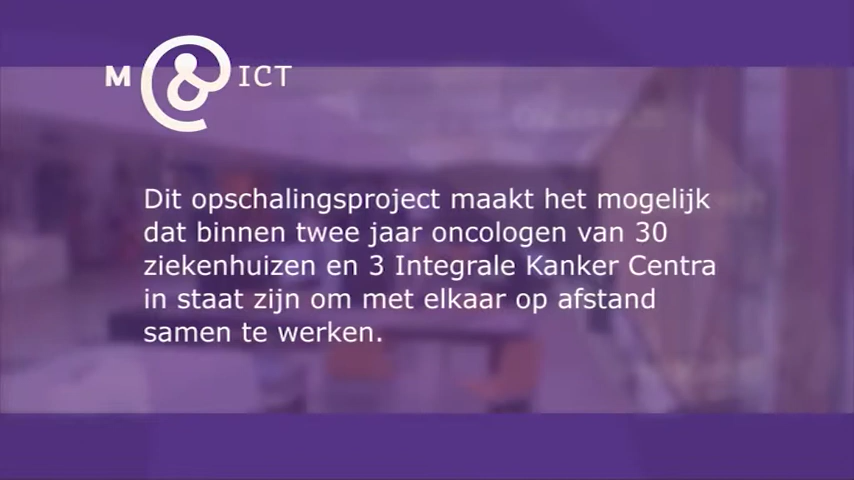 M & ICT
Dit opschalingsproject maakt het mogelijk
dat binnen twee jaar oncologen van 30
ziekenhuizen en 3 Integrale Kanker Centra
in staat zijn om met elkaar op afstand
samen te werken.